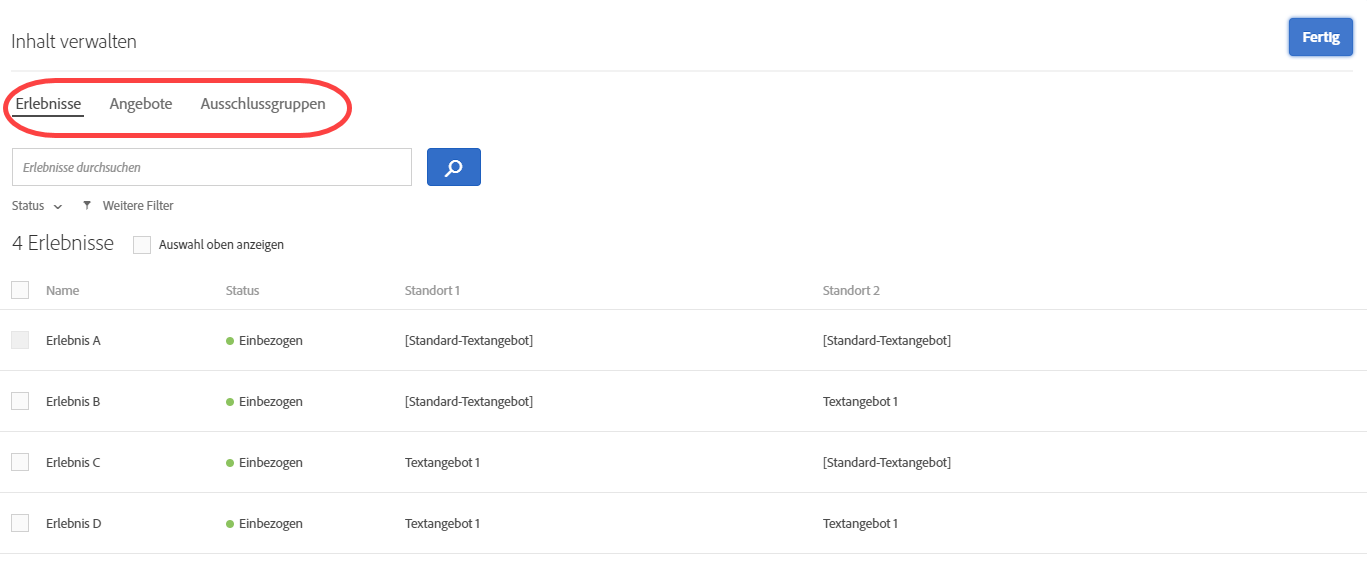 Inhalt verwalten
Fertig
Erlebnisse Angebote Ausschlussgruppen
Erlebnisse durchsuchen
Status Weitere Filter
4 Erlebnisse Auswahl oben anzeigen
Name Status Standort 1 Standort 2
Erlebnis A Einbezogen [Standard-Textangebot] [Standard-Textangebot]
Erlebnis B Einbezogen [Standard-Textangebot] Textangebot 1
Erlebnis C Einbezogen Textangebot 1 [Standard-Textangebot]
Erlebnis D Einbezogen Textangebot 1 Textangebot 1